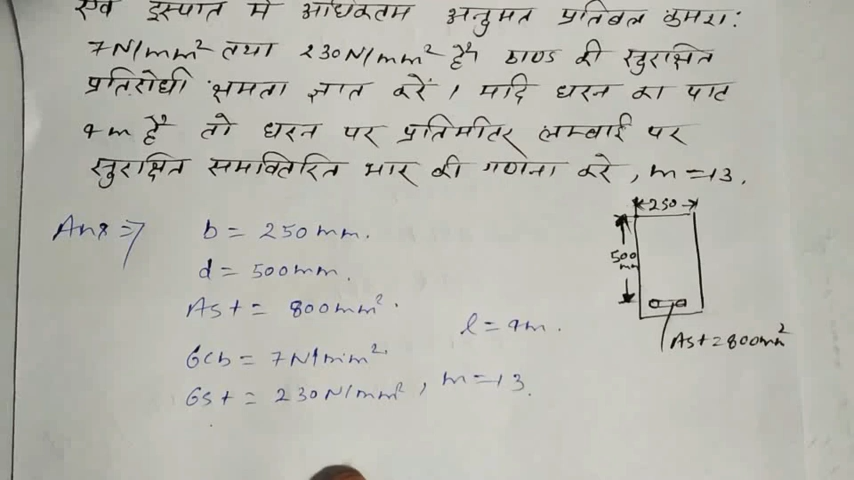 एवं इस्पात में अधिकतम अनुमत प्रतिबल क्रमश:
7N/mm² तथा 230N/mm² है काण्ड की सुरक्षित
प्रतिरोधी क्षमता ज्ञात करें। यदि धरन का पाट
4m है तो धरन पर प्रतिमीटर लम्बाई पर
सुरक्षित समवितरित भार की गणना करे, m=13.
Ans ⇒ b = 250mm.
d = 500mm.
Ast = 800mm².
l = 4m.
σcb = 7N/mm².
σst = 230N/mm², m=13.
250
500
mm
Ast=800mm²